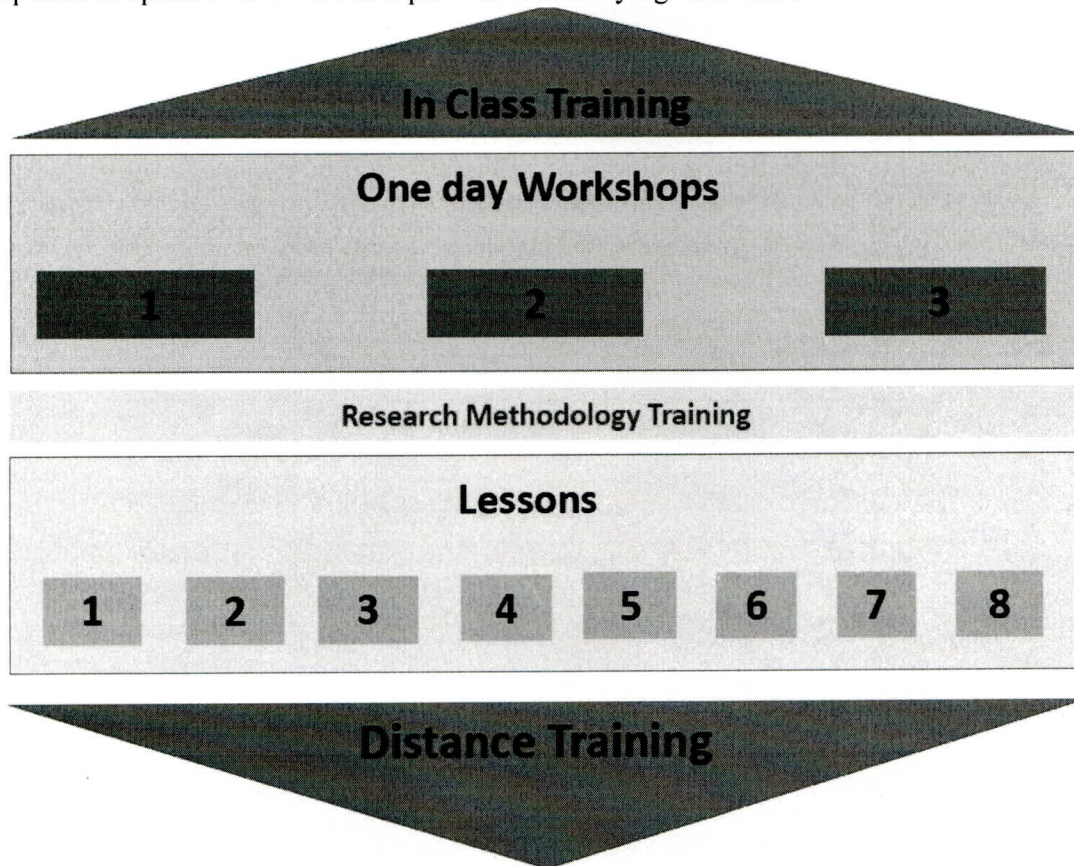 In Class Training
One day Workshops
1 2 3
Research Methodology Training
Lessons
1 2 3 4 5 6 7 8
Distance Training